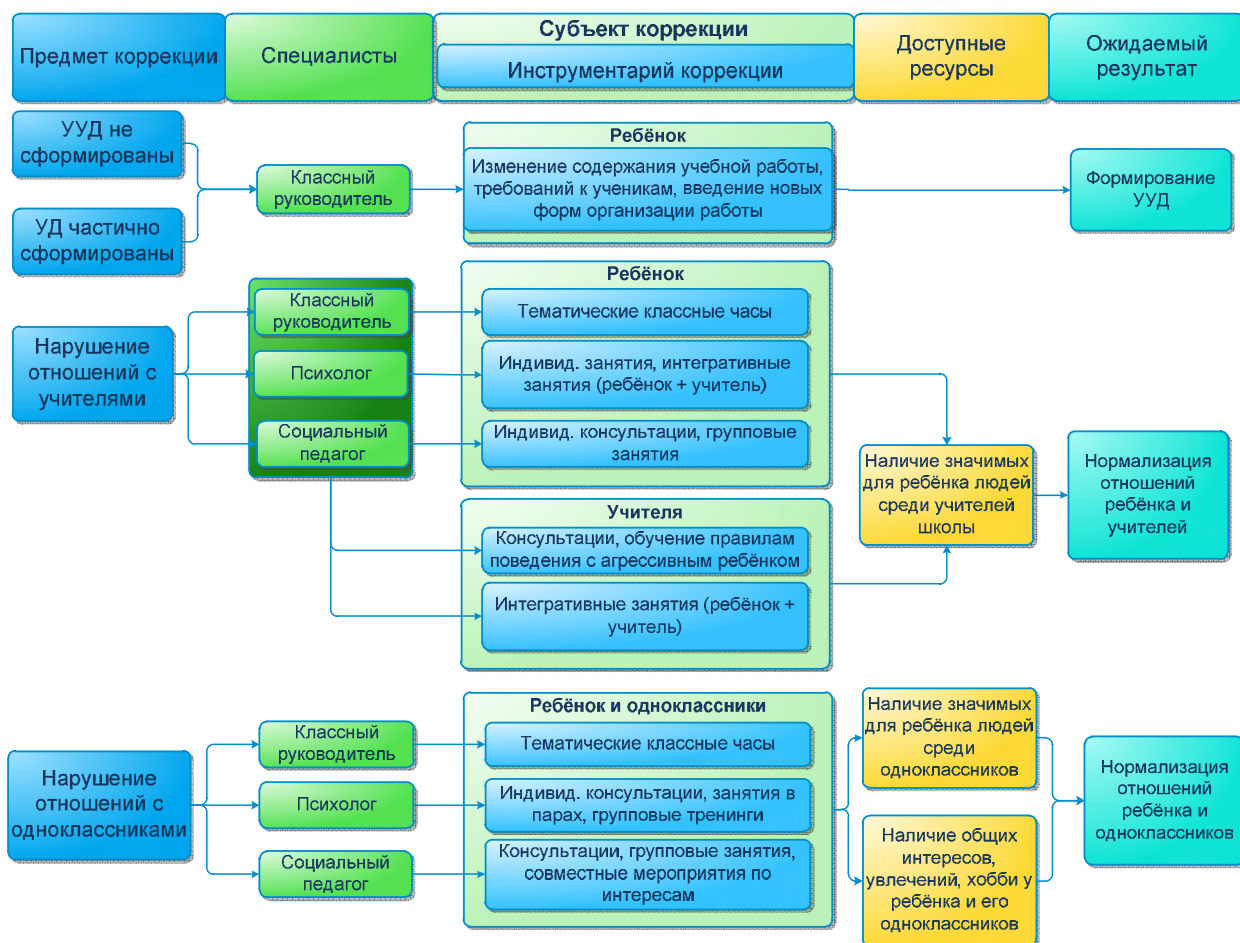 Предмет коррекции
Специалисты
Субъект коррекции
Инструментарий коррекции
Доступные
ресурсы
Ожидаемый
результат
УУД не
сформированы
УД частично
сформированы
Классный
руководитель
Ребёнок
Изменение содержания учебной работы,
требований к ученикам, введение новых
форм организации работы
Формирование
УУД
Нарушение
отношений с
учителями
Классный
руководитель
Психолог
Социальный
педагог
Ребёнок
Тематические классные часы
Индивид. занятия, интегративные
занятия (ребёнок + учитель)
Индивид. консультации, групповые
занятия
Учителя
Консультации, обучение правилам
поведения с агрессивным ребёнком
Интегративные занятия (ребёнок +
учитель)
Наличие значимых
для ребёнка людей
среди учителей
школы
Нормализация
отношений
ребёнка и
учителей
Нарушение
отношений с
одноклассниками
Классный
руководитель
Психолог
Социальный
педагог
Ребёнок и одноклассники
Тематические классные часы
Индивид. консультации, занятия в
парах, групповые тренинги
Консультации, групповые занятия,
совместные мероприятия по
интересам
Наличие значимых
для ребёнка людей
среди
одноклассников
Наличие общих
интересов,
увлечений, хобби у
ребёнка и его
одноклассников
Нормализация
отношений
ребёнка и
одноклассников